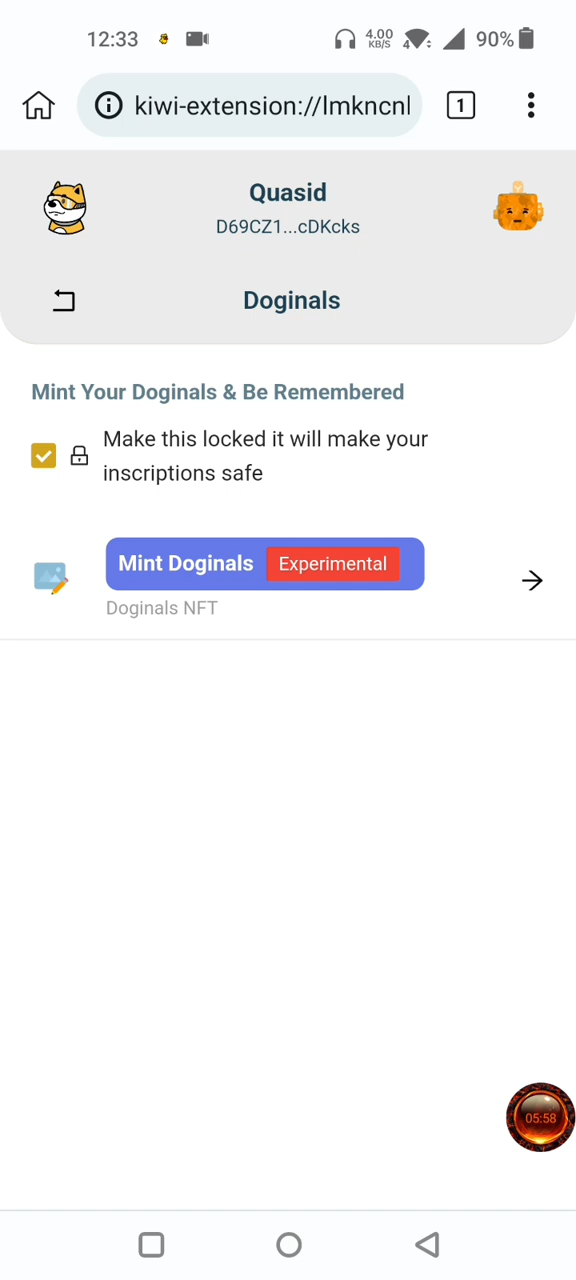 12:33
4.00
KB/S
4
90%
kiwi-extension://lmkncnl
1
Quasid
D69CZ1...cDKcks
Doginals
Mint Your Doginals & Be Remembered
Make this locked it will make your
inscriptions safe
Mint Doginals Experimental
Doginals NFT
05:58